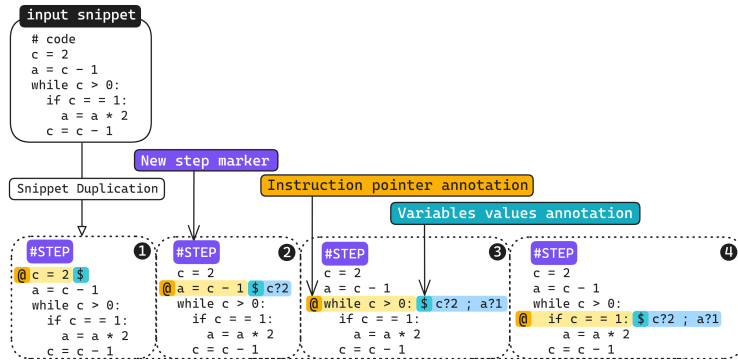 input snippet
# code
c = 2
a = c - 1
while c > 0:
if c = = 1:
a = a * 2
c = c - 1
New step marker
Snippet Duplication
Instruction pointer annotation
Variables values annotation
#STEP 1
@ c = 2 $
a = c - 1
while c > 0:
if c = = 1:
a = a * 2
c = c - 1
#STEP 2
c = 2
@ a = c - 1 $ c?2
while c > 0:
if c = = 1:
a = a * 2
c = c - 1
#STEP 3
c = 2
a = c - 1
@ while c > 0: $ c?2 ; a?1
if c = = 1:
a = a * 2
c = c - 1
#STEP 4
c = 2
a = c - 1
while c > 0:
@ if c = = 1: $ c?2 ; a?1
a = a * 2
c = c - 1